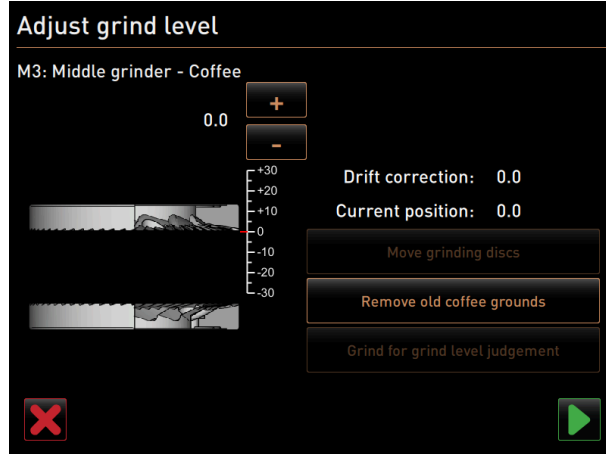 Adjust grind level
M3: Middle grinder - Coffee
+
0.0
-
+30
+20
+10
0
-10
-20
-30
Drift correction: 0.0
Current position: 0.0
Move grinding discs
Remove old coffee grounds
Grind for grind level judgement